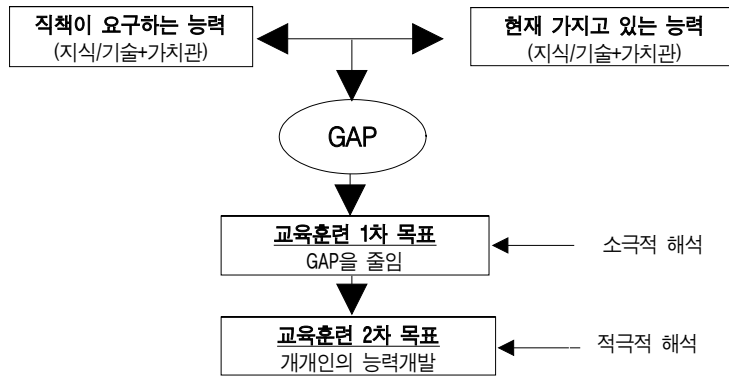 직책이 요구하는 능력
(지식/기술+가치관)
현재 가지고 있는 능력
(지식/기술+가치관)
GAP
교육훈련 1차 목표
GAP을 줄임
소극적 해석
교육훈련 2차 목표
개개인의 능력개발
적극적 해석